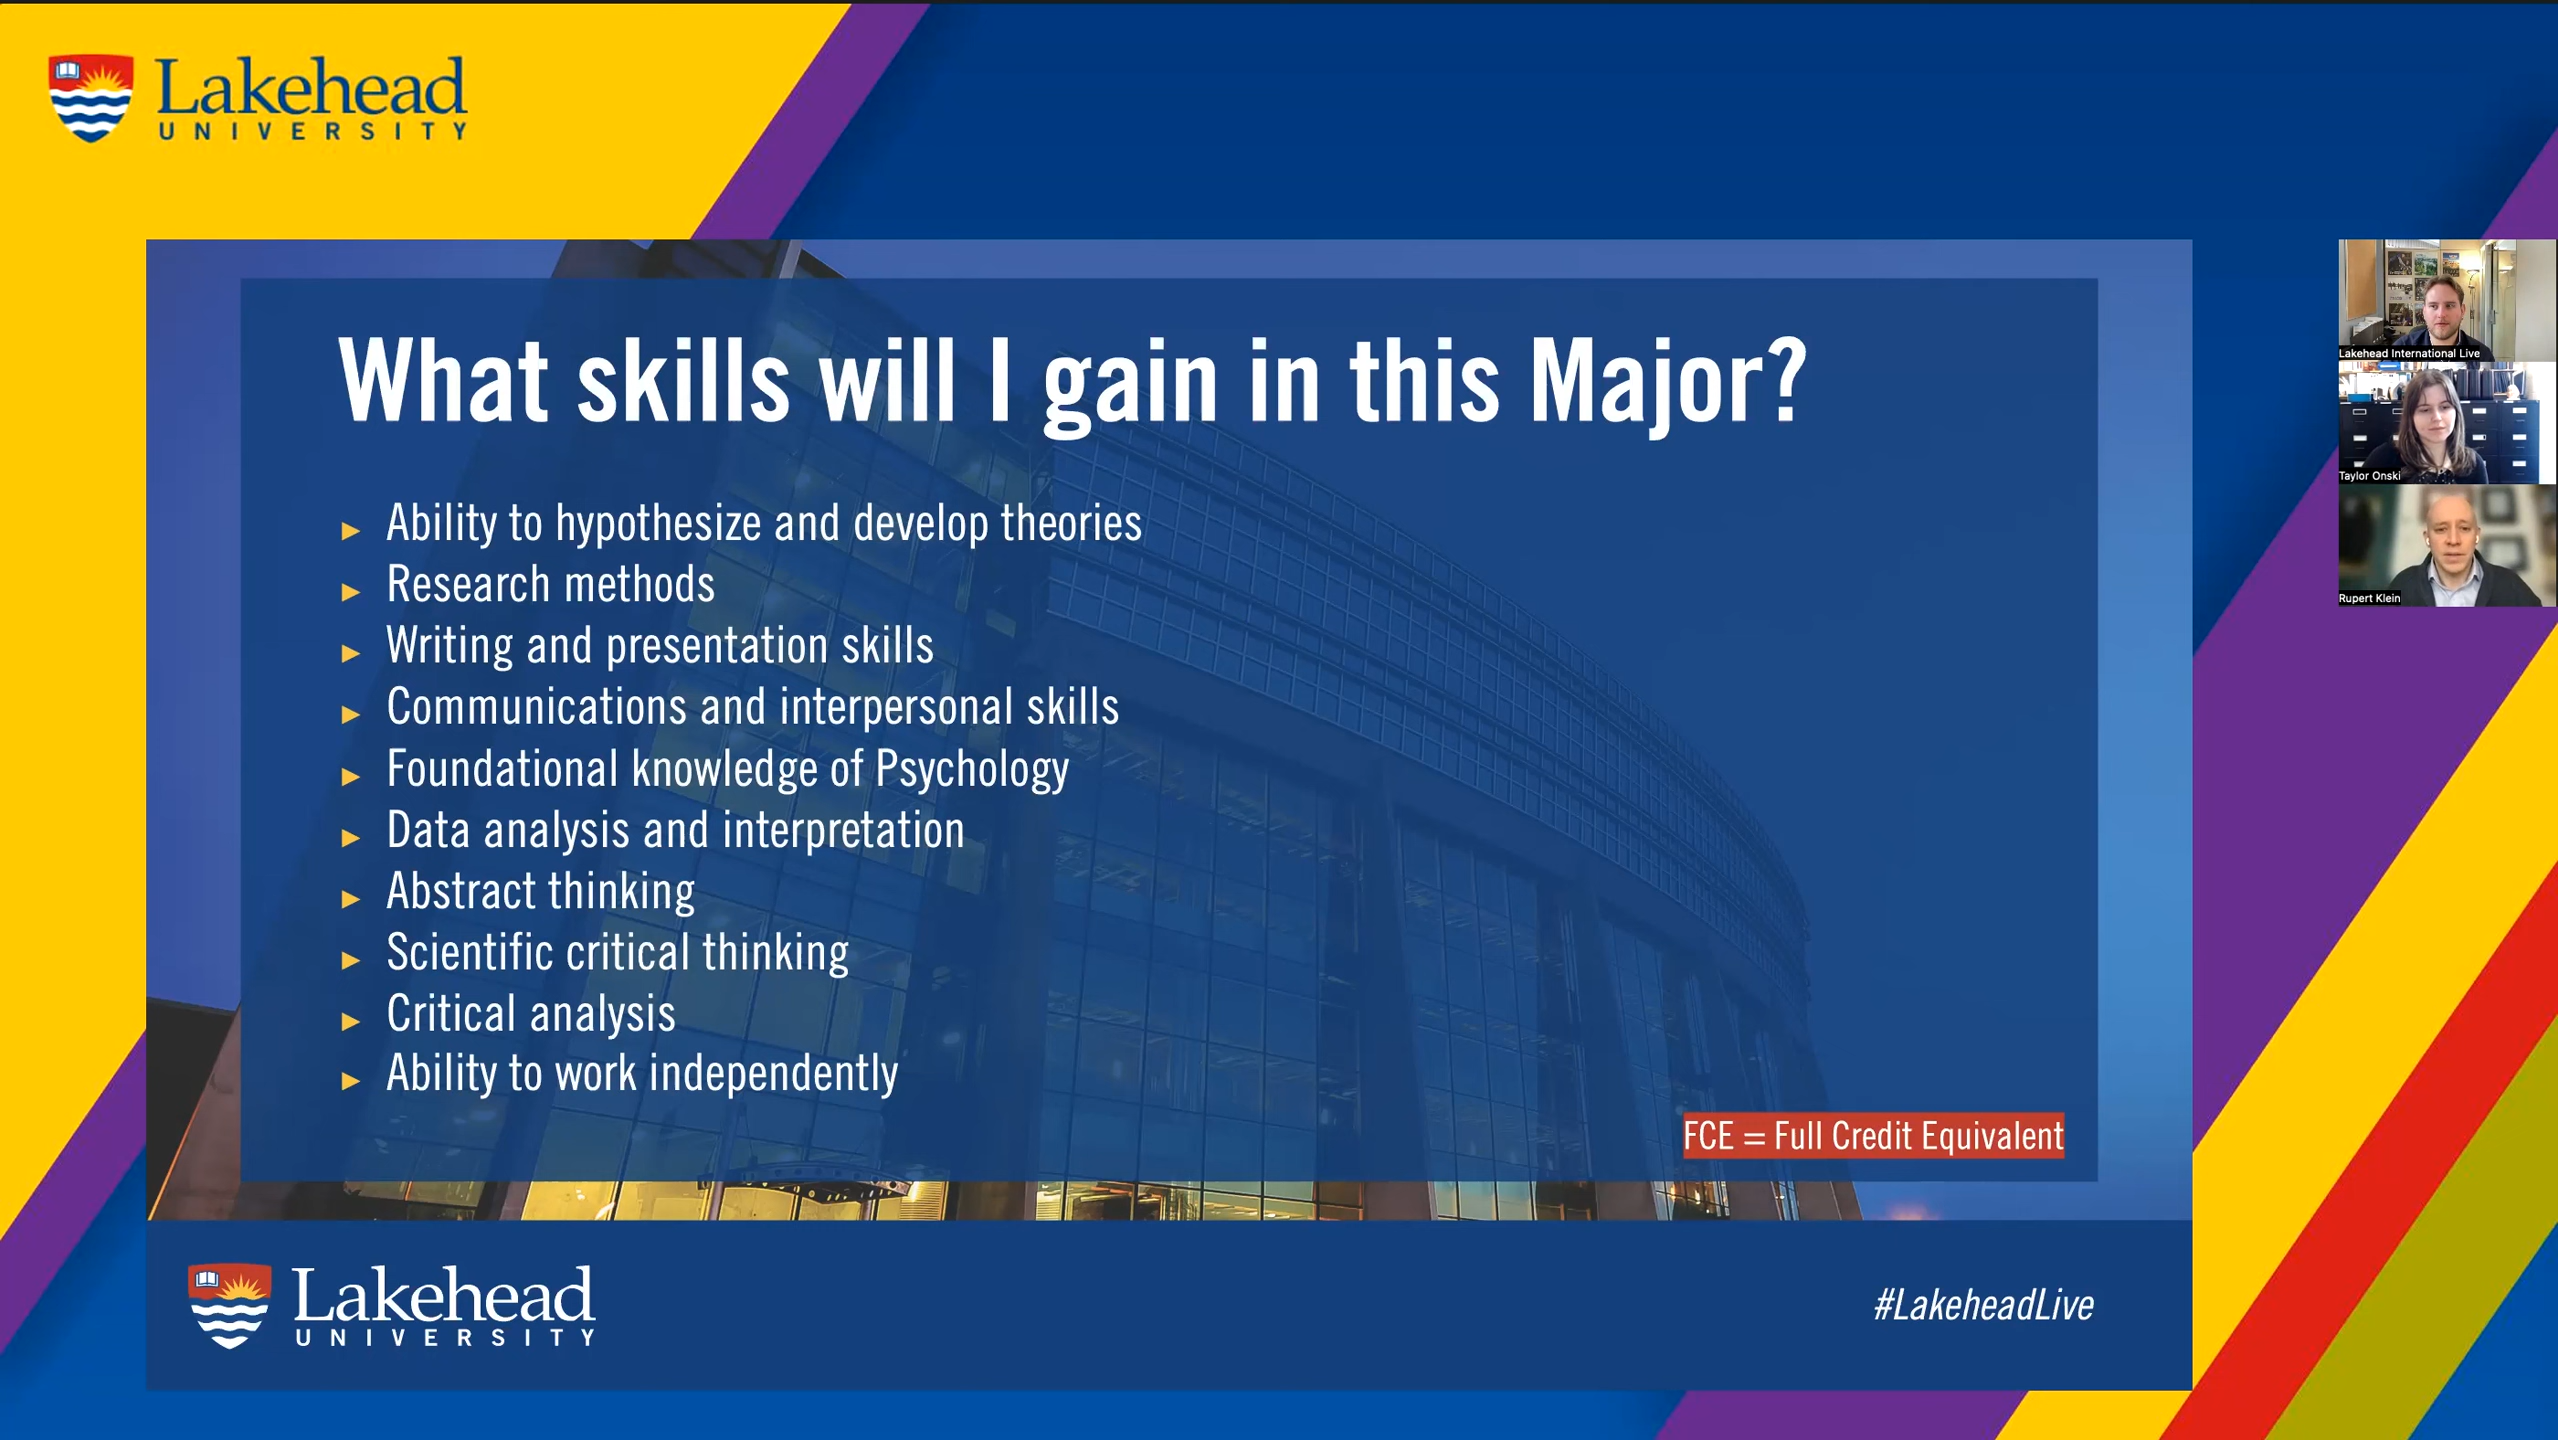 Lakehead
UNIVERSITY
What skills will I gain in this Major?
Ability to hypothesize and develop theories
Research methods
Writing and presentation skills
Communications and interpersonal skills
Foundational knowledge of Psychology
Data analysis and interpretation
Abstract thinking
Scientific critical thinking
Critical analysis
Ability to work independently
FCE = Full Credit Equivalent
Lakehead
UNIVERSITY
#LakeheadLive
Lakehead International Live
Taylor Onski
Rupert Klein